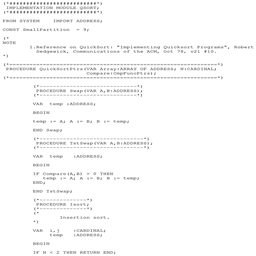 (*##########################*)
IMPLEMENTATION MODULE QSORT;
(*##########################*)
FROM SYSTEM IMPORT ADDRESS;
CONST SmallPartition = 9;
(*
NOTE
1.Reference on QuickSort: "Implementing Quicksort Programs", Robert
Sedgewick, Communications of the ACM, Oct 78, v21 #10.
*)
(*==============================================================*)
PROCEDURE QuickSortPtrs(VAR Array:ARRAY OF ADDRESS; N:CARDINAL;
Compare:CmpFuncPtrs);
(*==============================================================*)
(*-----------------------------*)
PROCEDURE Swap(VAR A,B:ADDRESS);
(*-----------------------------*)
VAR temp :ADDRESS;
BEGIN
temp := A; A := B; B := temp;
END Swap;
(*-------------------------------*)
PROCEDURE TstSwap(VAR A,B:ADDRESS);
(*-------------------------------*)
VAR temp :ADDRESS;
BEGIN
IF Compare(A,B) > 0 THEN
temp := A; A := B; B := temp;
END;
END TstSwap;
(*--------------*)
PROCEDURE Isort;
(*--------------*)
(*
Insertion sort.
*)
VAR i,j :CARDINAL;
temp :ADDRESS;
BEGIN
IF N < 2 THEN RETURN END;